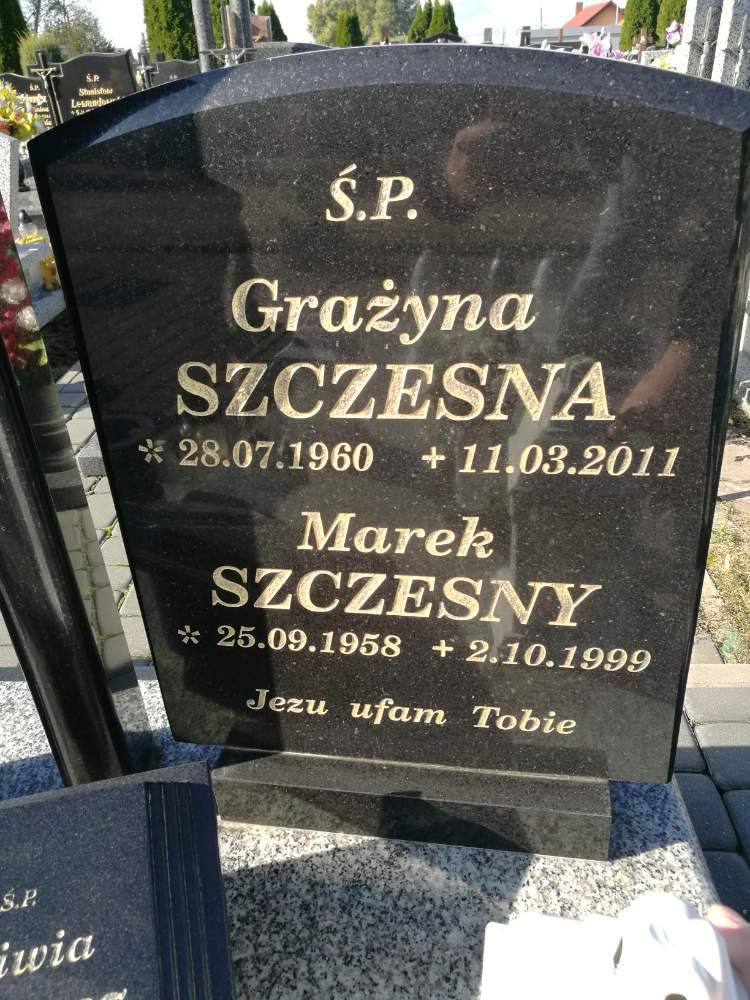 Ś.P.
Stanisław
Ś.P.
Grażyna
SZCZESNA
* 28.07.1960 + 11.03.2011
Marek
SZCZESNY
* 25.09.1958 + 2.10.1999
Jezu ufam Tobie
Ś.P.